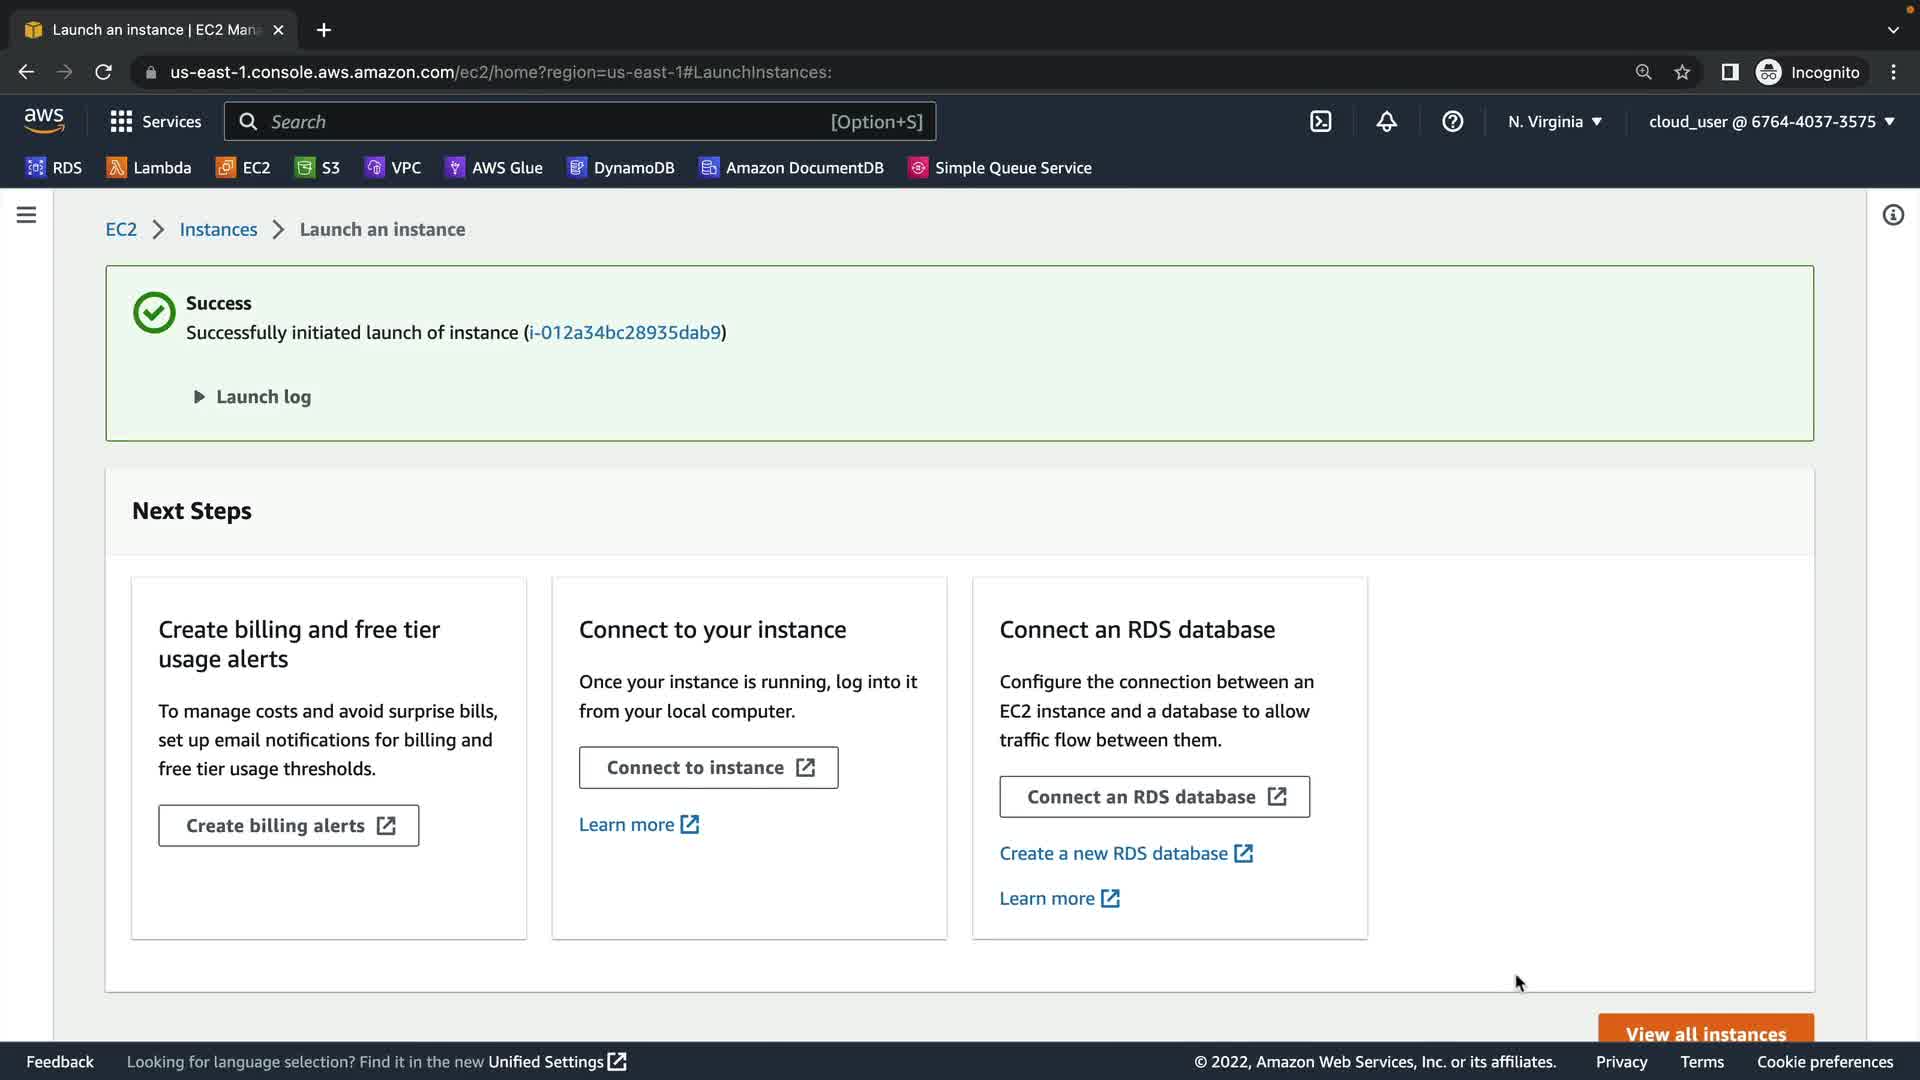 Launch an instance | EC2 Man
us-east-1.console.aws.amazon.com/ec2/home?region=us-east-1#LaunchInstances:
Incognito
aws
Services
Search
[Option+S]
N. Virginia
cloud_user @ 6764-4037-3575
RDS
Lambda
EC2
S3
VPC
AWS Glue
DynamoDB
Amazon DocumentDB
Simple Queue Service
EC2
Instances
Launch an instance
Success
Successfully initiated launch of instance (i-012a34bc28935dab9)
Launch log
Next Steps
Create billing and free tier
usage alerts
To manage costs and avoid surprise bills,
set up email notifications for billing and
free tier usage thresholds.
Create billing alerts
Connect to your instance
Once your instance is running, log into it
from your local computer.
Connect to instance
Learn more
Connect an RDS database
Configure the connection between an
EC2 instance and a database to allow
traffic flow between them.
Connect an RDS database
Create a new RDS database
Learn more
View all instances
Feedback
Looking for language selection? Find it in the new Unified Settings
© 2022, Amazon Web Services, Inc. or its affiliates.
Privacy
Terms
Cookie preferences